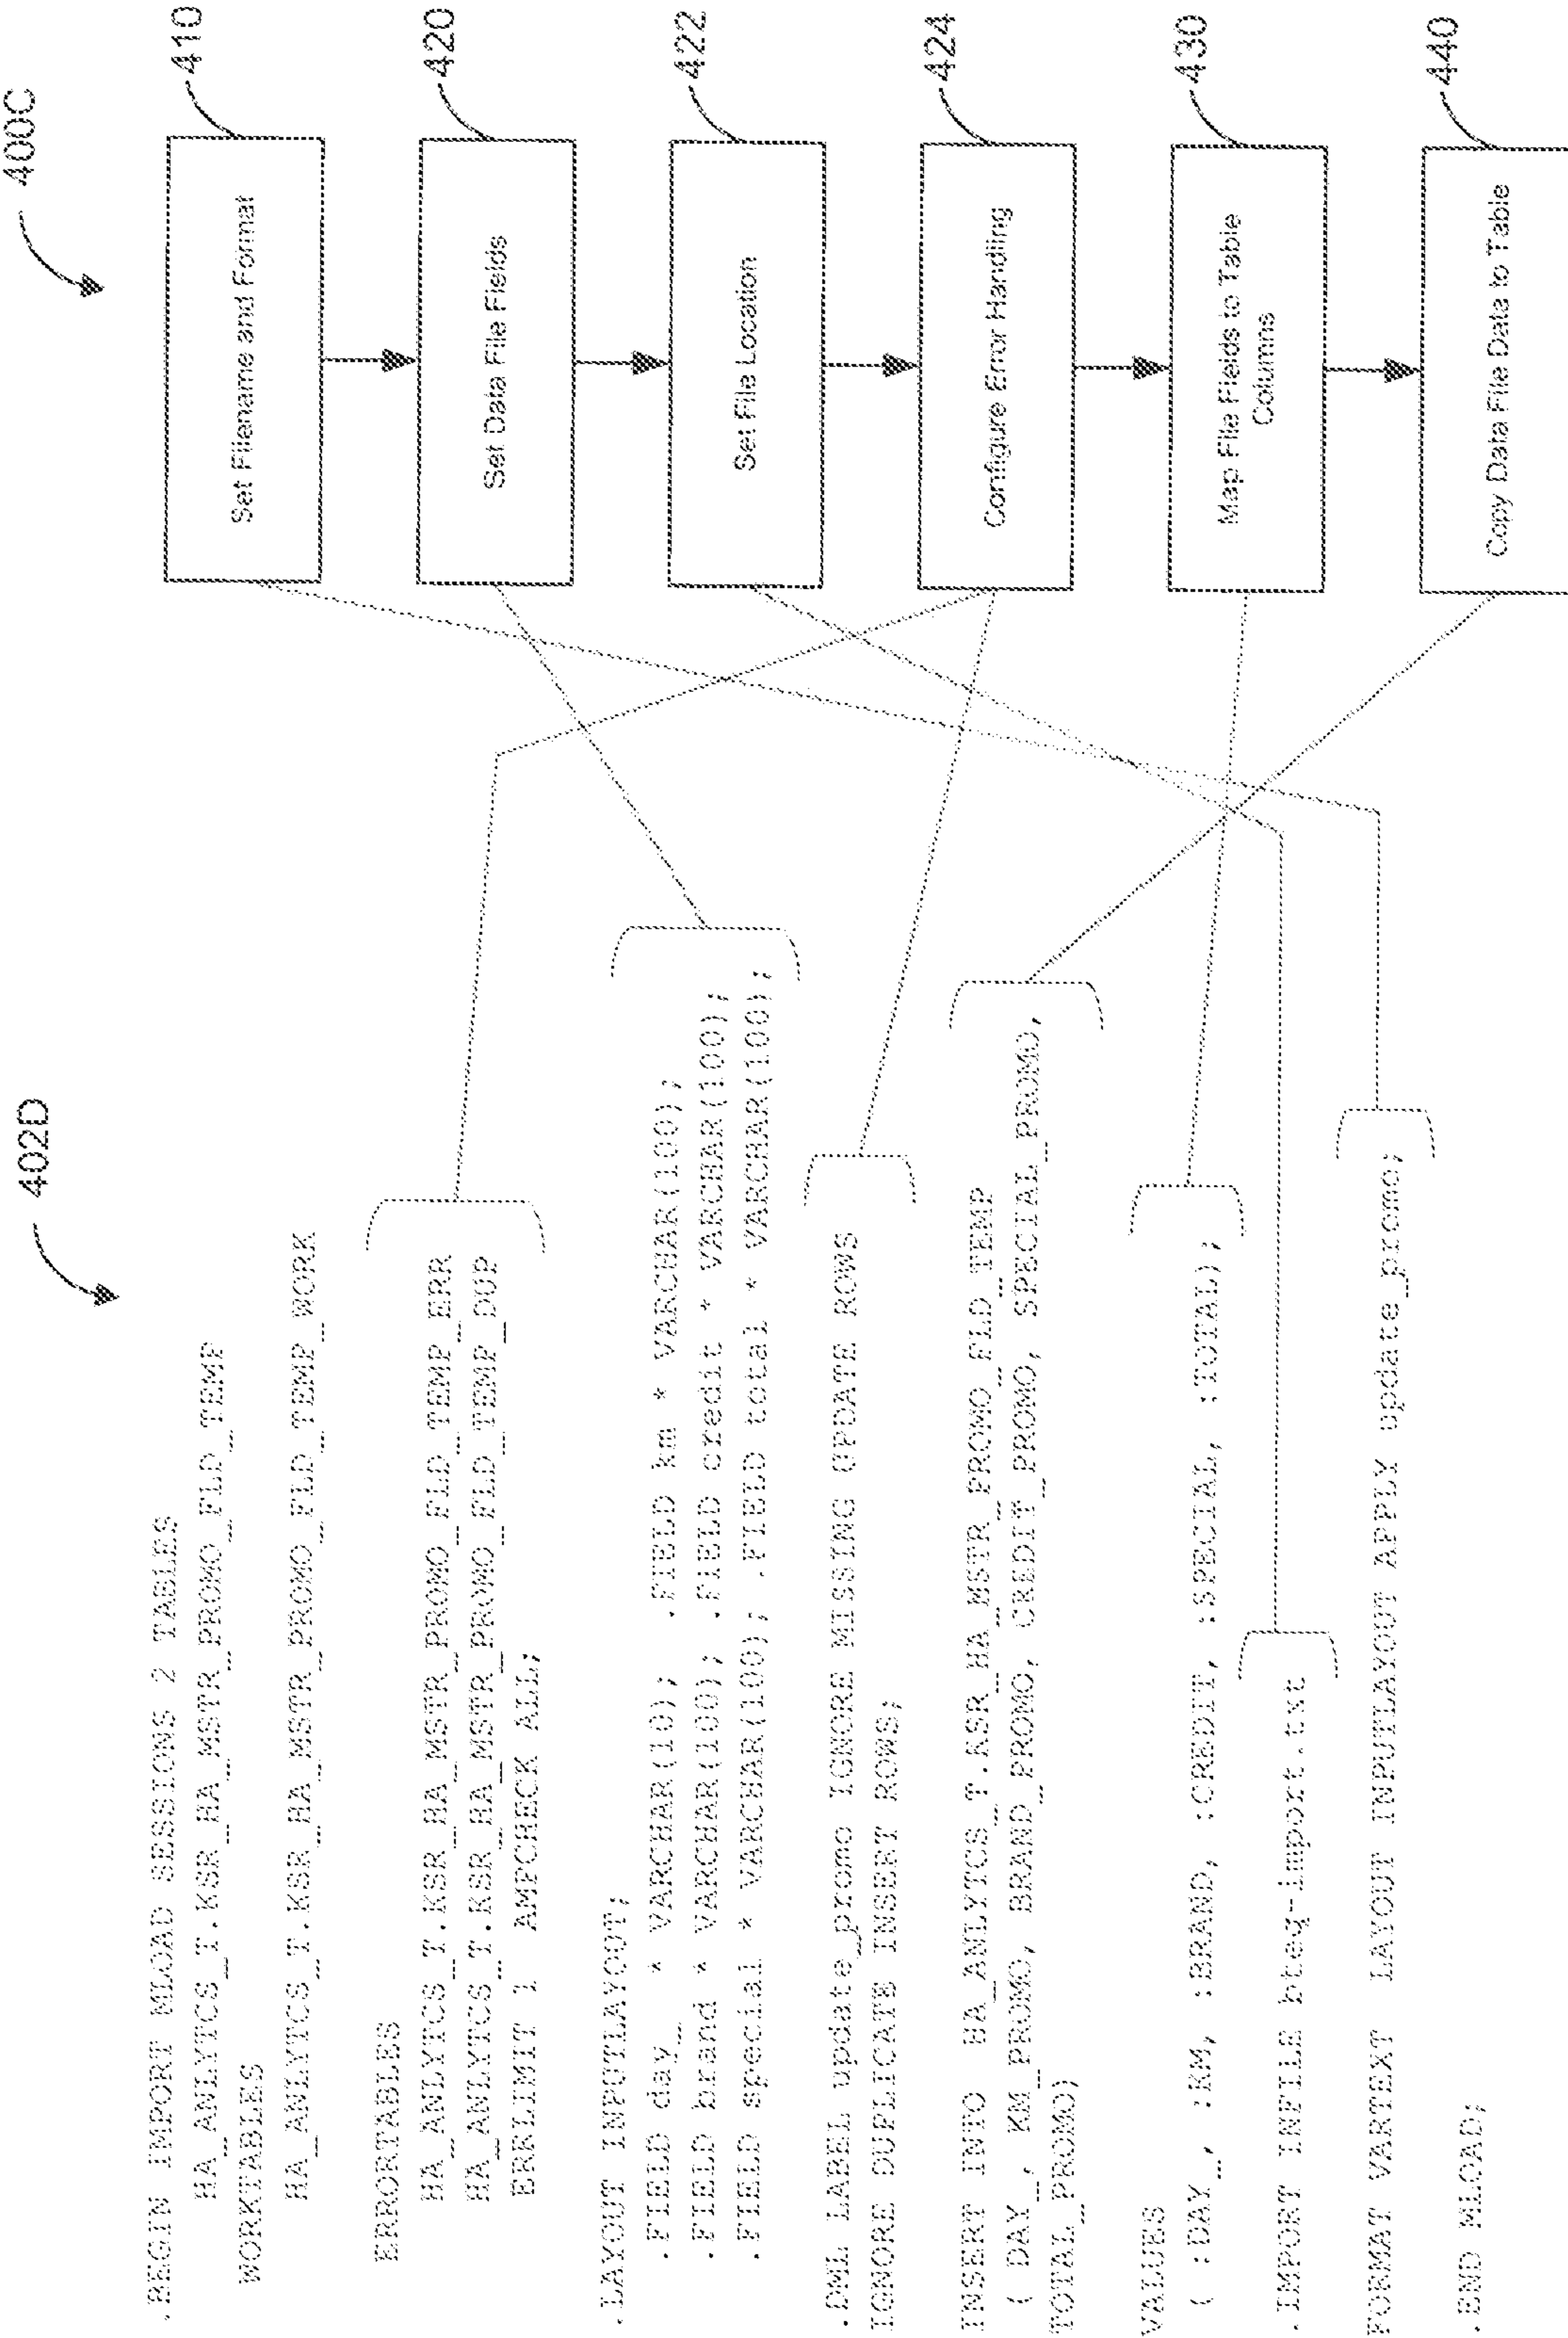 402D
.BEGIN IMPORT MLOAD SESSIONS 2 TABLES
HA_ANLYTCS_T.KSR_HA_MSTR_PROMO_FLD_TEMP
WORKTABLES
HA_ANLYTCS_T.KSR_HA_MSTR_PROMO_FLD_TEMP_WORK
ERRORTABLES
HA_ANLYTCS_T.KSR_HA_MSTR_PROMO_FLD_TEMP_ERR
HA_ANLYTCS_T.KSR_HA_MSTR_PROMO_FLD_TEMP_DUP
ERRLIMIT 1 AMPCHECK ALL;
.LAYOUT INPUTLAYOUT;
.FIELD day_ * VARCHAR(10); .FIELD km * VARCHAR(100);
.FIELD brand * VARCHAR(100); .FIELD credit * VARCHAR(100);
.FIELD special * VARCHAR(100); .FIELD total * VARCHAR(100);
.DML LABEL update_promo IGNORE MISSING UPDATE ROWS
IGNORE DUPLICATE INSERT ROWS;
INSERT INTO HA_ANLYTCS_T.KSR_HA_MSTR_PROMO_FLD_TEMP
( DAY_, KM_PROMO, BRAND_PROMO, CREDIT_PROMO, SPECIAL_PROMO,
TOTAL_PROMO)
VALUES
( :DAY_, :KM, :BRAND, :CREDIT, :SPECIAL, :TOTAL);
.IMPORT INFILE bteq-import.txt
FORMAT VARTEXT LAYOUT INPUTLAYOUT APPLY update_promo;
.END MLOAD;
400C
Set Filename and Format
410
Set Data File Fields
420
Set File Location
422
Configure Error Handling
424
Map File Fields to Table
Columns
430
Copy Data File Data to Table
440